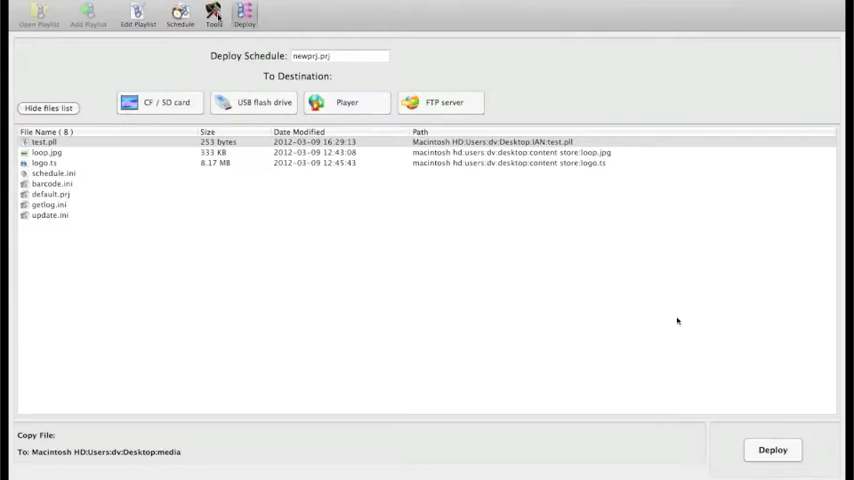 Open Playlist Add Playlist Edit Playlist Schedule Tools Deploy
Deploy Schedule: newprj.prj
To Destination:
Hide files list CF / SD card USB flash drive Player FTP server
File Name ( 8 ) Size Date Modified Path
test.pll 253 bytes 2012-03-09 16:29:13 Macintosh HD:Users:dv:Desktop:IAN:test.pll
loop.jpg 333 KB 2012-03-09 12:43:08 macintosh hd:users:dv:desktop:content store:loop.jpg
logo.ts 8.17 MB 2012-03-09 12:45:43 macintosh hd:users:dv:desktop:content store:logo.ts
schedule.ini
barcode.ini
default.prj
getlog.ini
update.ini
Copy File:
To: Macintosh HD:Users:dv:Desktop:media
Deploy